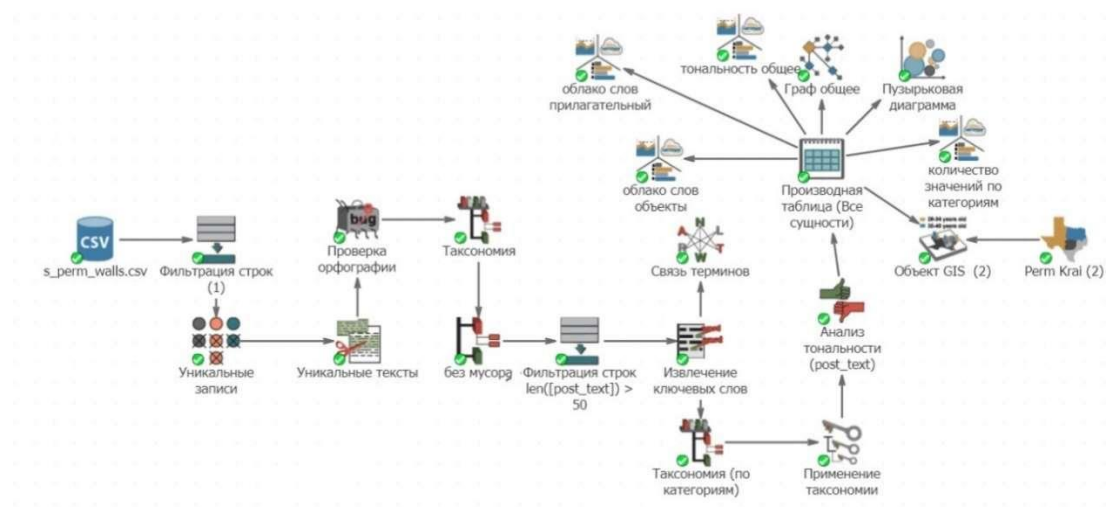 облако слов
прилагательный
тональность общее
Граф общее
Пузырьковая
диаграмма
облако слов
объекты
Производная
таблица (Все
сущности)
количество
значений по
категориям
CSV
s_perm_walls.csv
Фильтрация строк
(1)
bug
Проверка
орфографии
Таксономия
Связь терминов
Объект GIS (2)
Perm Krai (2)
Уникальные
записи
Уникальные тексты
без мусора
Фильтрация строк
len([post_text]) >
50
Извлечение
ключевых слов
Анализ
тональности
(post_text)
Таксономия (по
категориям)
Применение
таксономии